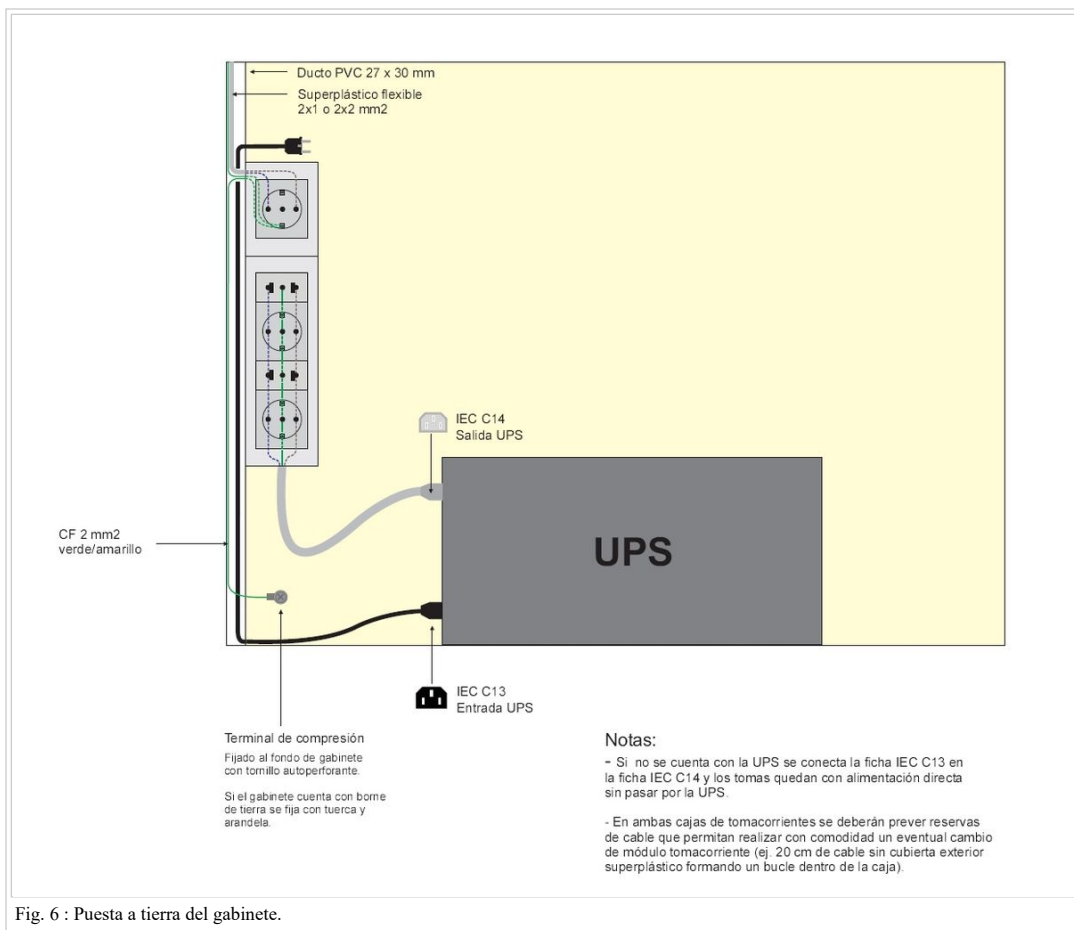 Ducto PVC 27 x 30 mm
Superplástico flexible
2x1 o 2x2 mm2
IEC C14
Salida UPS
UPS
CF 2 mm2
verde/amarillo
IEC C13
Entrada UPS
Terminal de compresión
Fijado al fondo de gabinete
con tornillo autoperforante.
Si el gabinete cuenta con borne
de tierra se fija con tuerca y
arandela.
Notas:
- Si no se cuenta con la UPS se conecta la ficha IEC C13 en
la ficha IEC C14 y los tomas quedan con alimentación directa
sin pasar por la UPS.
- En ambas cajas de tomacorrientes se deberán prever reservas
de cable que permitan realizar con comodidad un eventual cambio
de módulo tomacorriente (ej. 20 cm de cable sin cubierta exterior
superplástico formando un bucle dentro de la caja).
Fig. 6 : Puesta a tierra del gabinete.